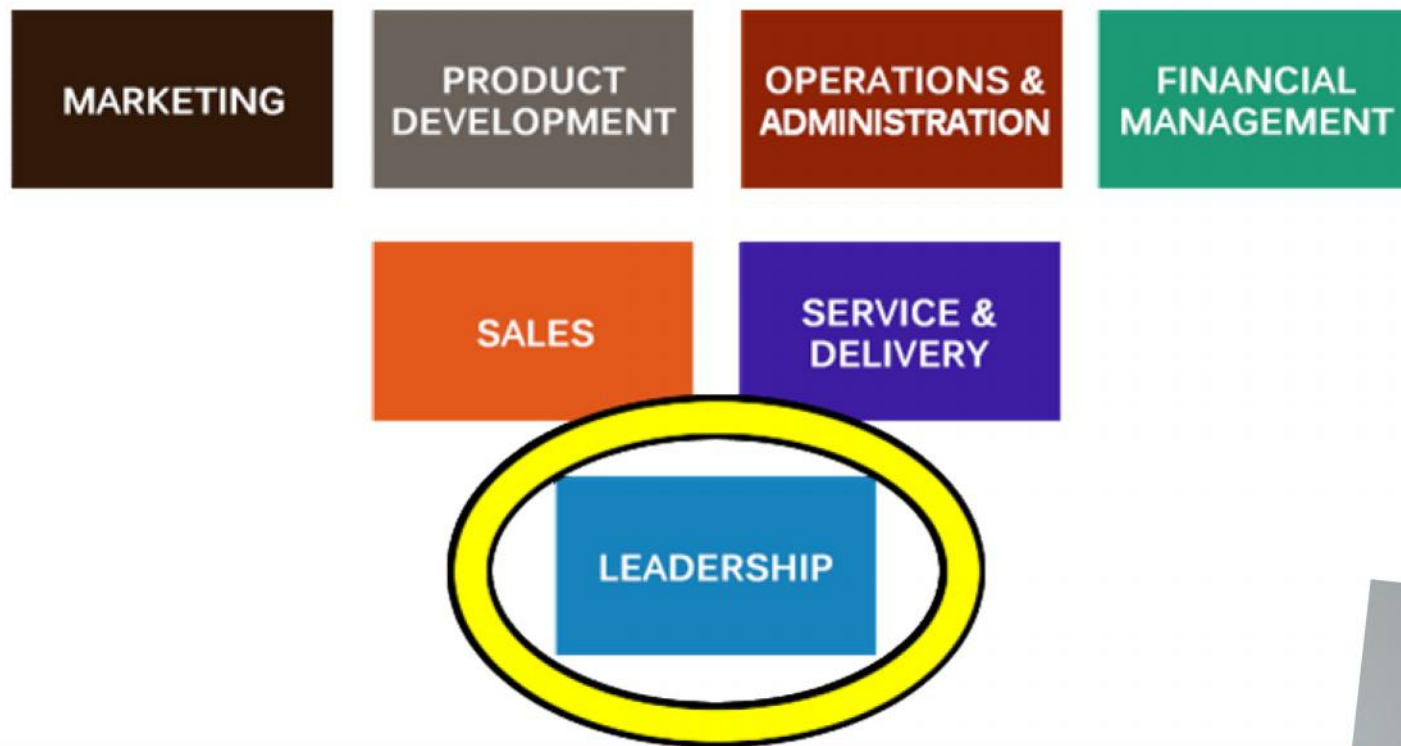 MARKETING
PRODUCT
DEVELOPMENT
OPERATIONS &
ADMINISTRATION
FINANCIAL
MANAGEMENT
SALES
SERVICE &
DELIVERY
LEADERSHIP